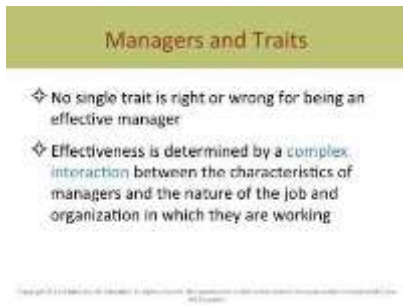 Managers and Traits
No single trait is right or wrong for being an
effective manager
Effectiveness is determined by a complex
interaction between the characteristics of
managers and the nature of the job and
organization in which they are working